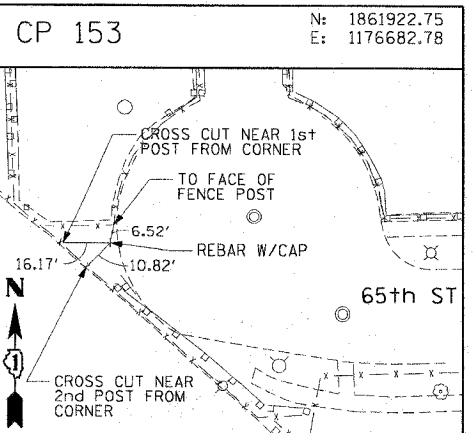 CP 153
N: 1861922.75
E: 1176682.78
CROSS CUT NEAR 1st
POST FROM CORNER
TO FACE OF
FENCE POST
6.52'
REBAR W/CAP
16.17'
10.82'
N
65th ST
1
CROSS CUT NEAR
2nd POST FROM
CORNER